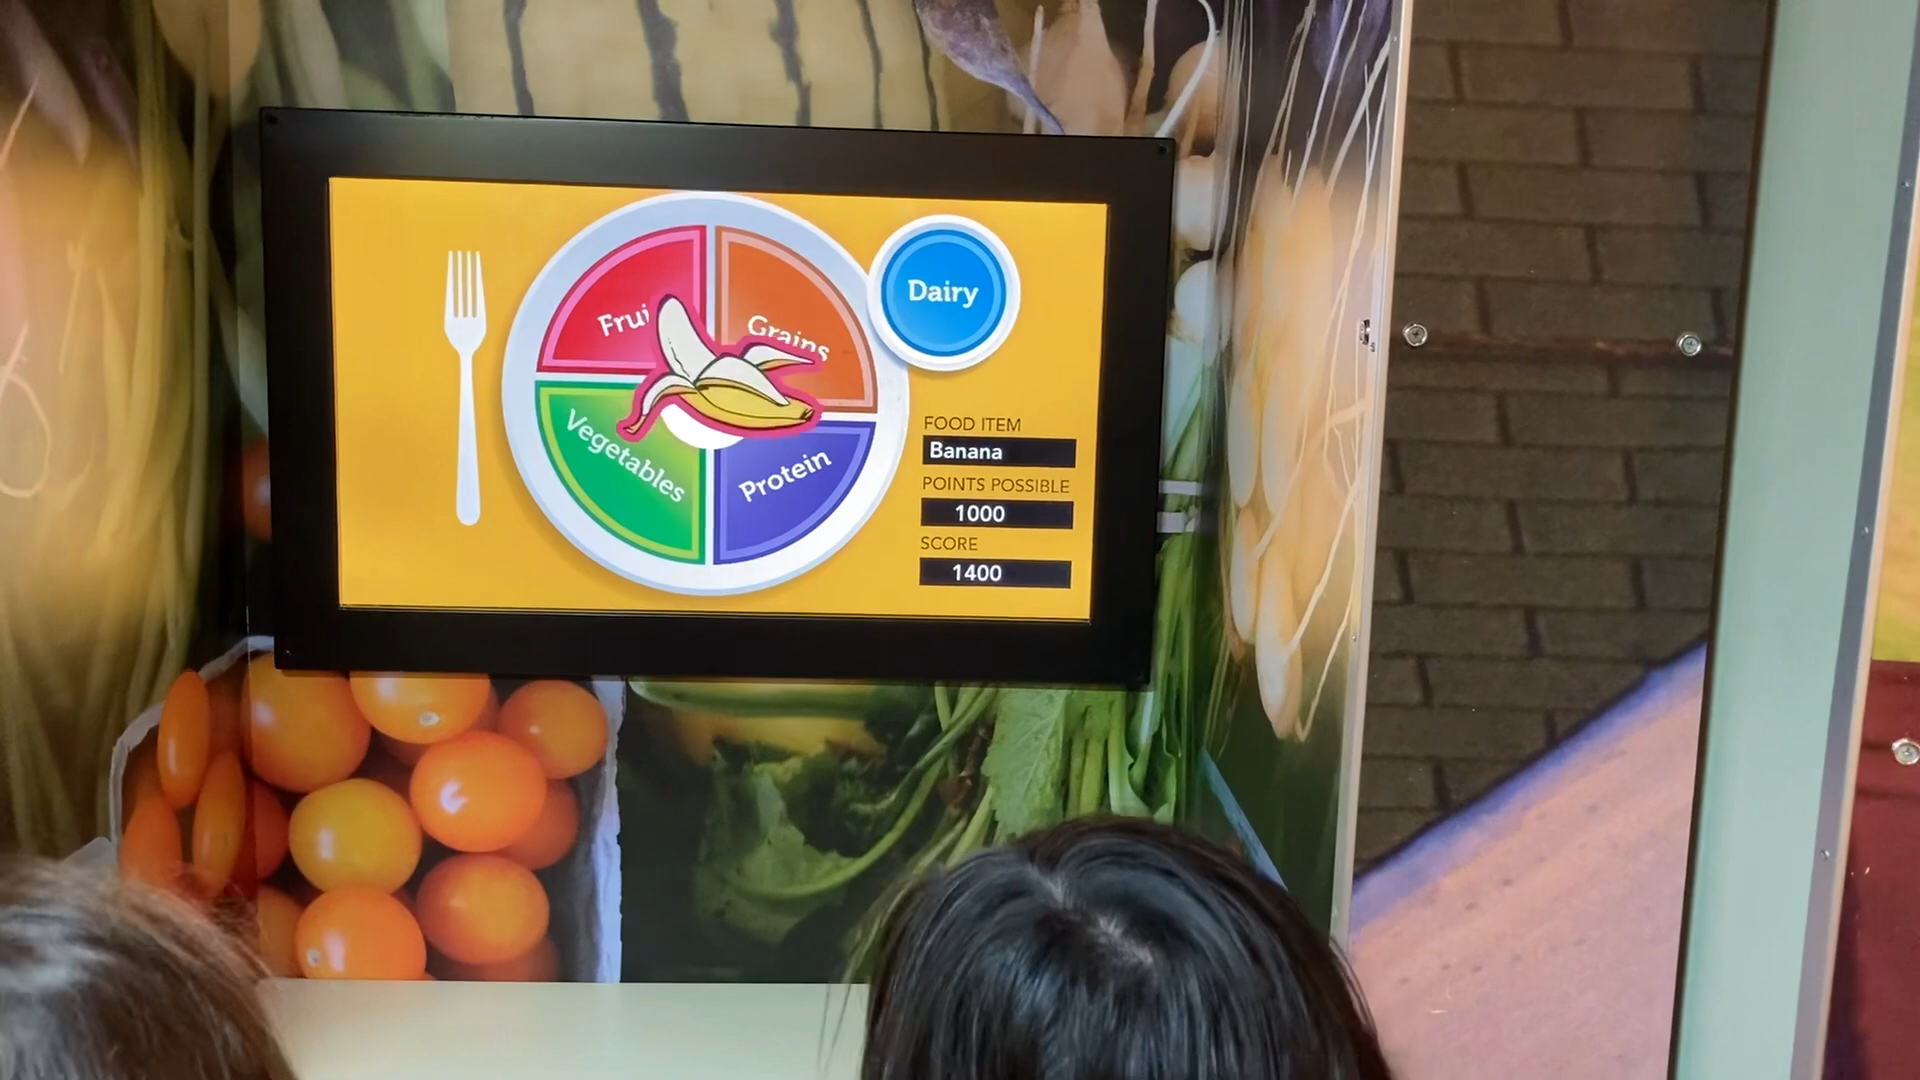 Frui
Grains
Dairy
Vegetables
Protein
FOOD ITEM
Banana
POINTS POSSIBLE
1000
SCORE
1400